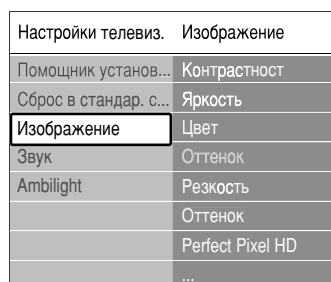 Настройки телевиз. Изображение
Помощник установ... Контрастност
Сброс в стандар. с... Яркость
Изображение Цвет
Звук Оттенок
Ambilight Резкость
Оттенок
Perfect Pixel HD
...